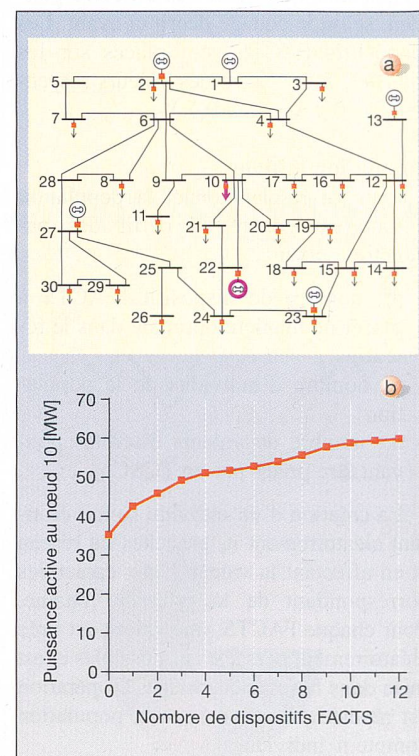 a
5 2 1 3
13
7 6 4
28 8 9 10 17 16 12
11
21 20 19
27
25 22 18 15 14
30 29
26 24 23
b
Puissance active au nœud 10 [MW]
70
60
50
40
30
20
10
0
0 2 4 6 8 10 12
Nombre de dispositifs FACTS